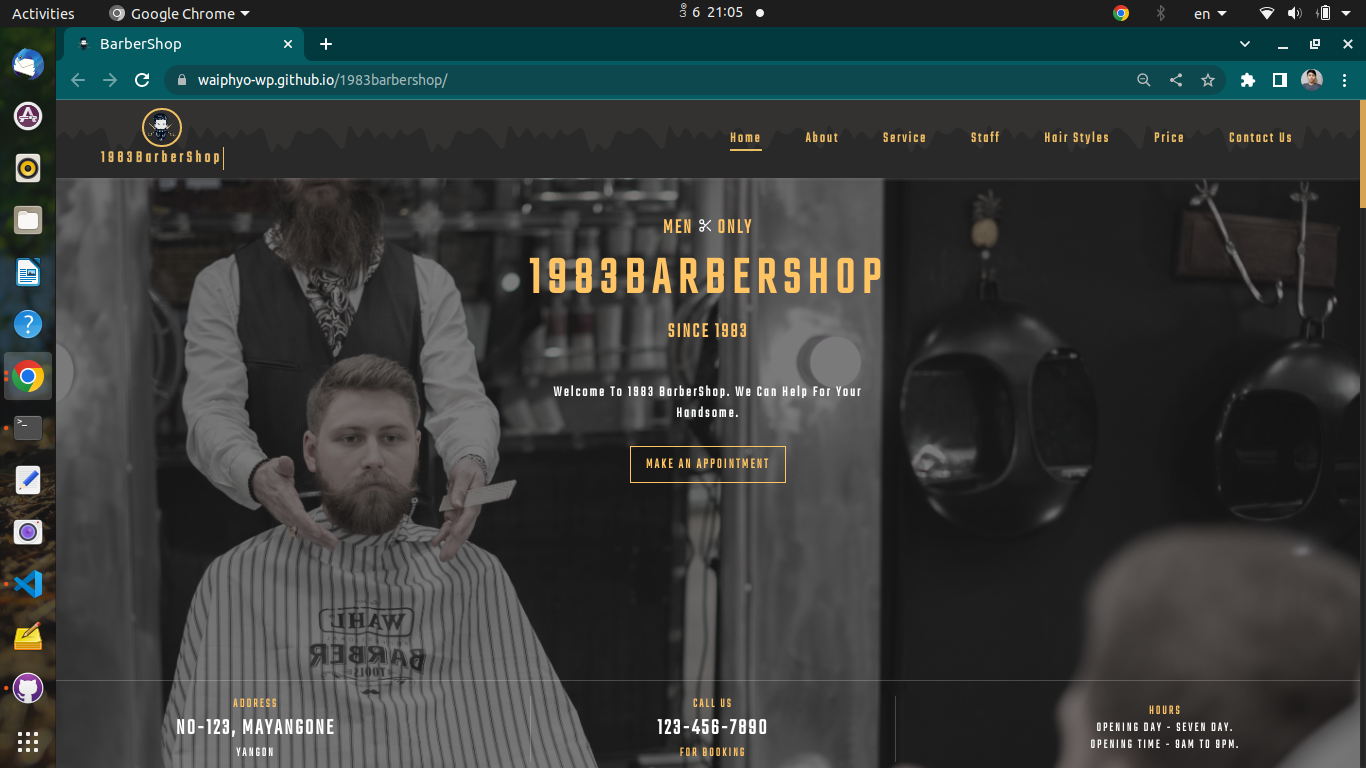 Activities
Google Chrome
6 21:05
en
BarberShop
waiphyo-wp.github.io/1983barbershop/
1983BarberShop
Home
About
Service
Staff
Hair Styles
Price
Contact Us
MEN ONLY
1983BARBERSHOP
SINCE 1983
Welcome To 1983 BarberShop. We Can Help For Your
Handsome.
MAKE AN APPOINTMENT
WAHL
BARBER
TOOLS
ADDRESS
NO-123, MAYANGONE
YANGON
CALL US
123-456-7890
FOR BOOKING
HOURS
OPENING DAY - SEVEN DAY.
OPENING TIME - 9AM TO 9PM.